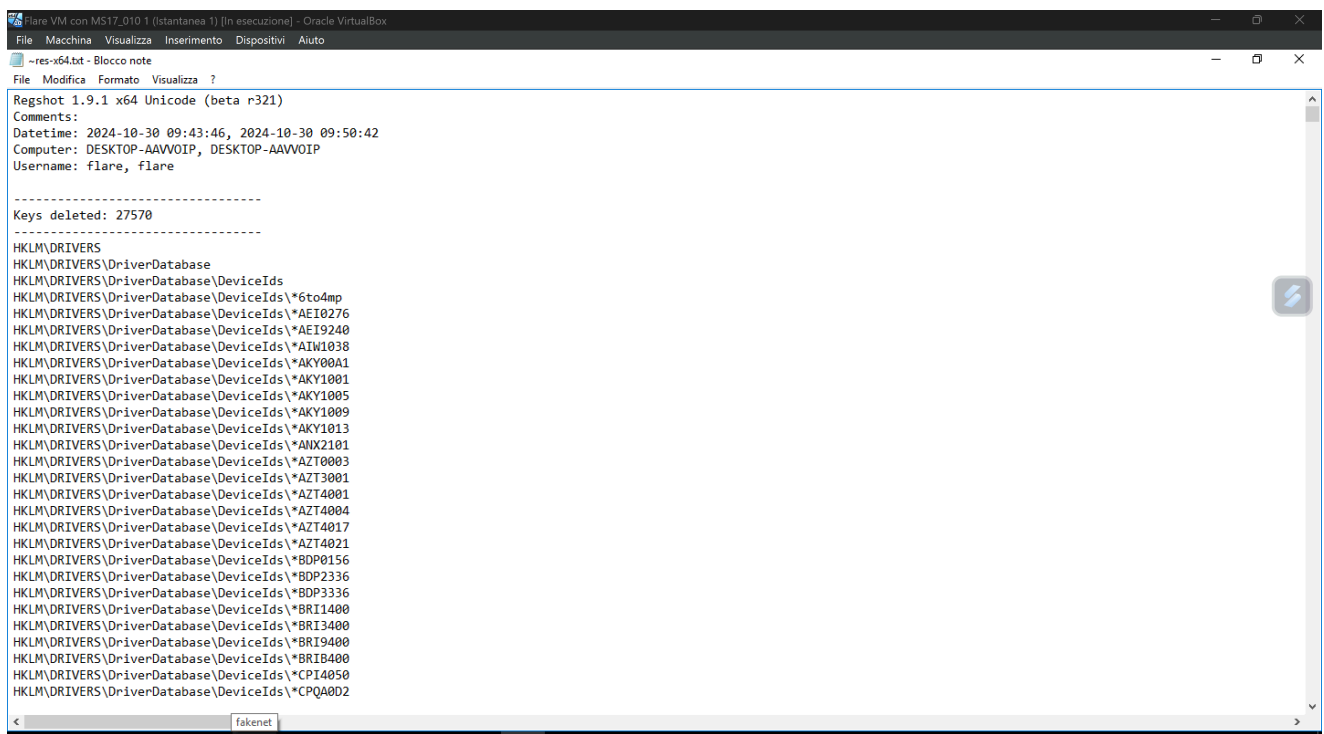 Flare VM con MS17_010 1 (Istantanea 1) [In esecuzione] - Oracle VirtualBox
File Macchina Visualizza Inserimento Dispositivi Aiuto
~res-x64.txt - Blocco note
File Modifica Formato Visualizza ?
Regshot 1.9.1 x64 Unicode (beta r321)
Comments:
Datetime: 2024-10-30 09:43:46, 2024-10-30 09:50:42
Computer: DESKTOP-AAVVOIP, DESKTOP-AAVVOIP
Username: flare, flare
----------------------------------
Keys deleted: 27570
----------------------------------
HKLM\DRIVERS
HKLM\DRIVERS\DriverDatabase
HKLM\DRIVERS\DriverDatabase\DeviceIds
HKLM\DRIVERS\DriverDatabase\DeviceIds\*6to4mp
HKLM\DRIVERS\DriverDatabase\DeviceIds\*AEI0276
HKLM\DRIVERS\DriverDatabase\DeviceIds\*AEI9240
HKLM\DRIVERS\DriverDatabase\DeviceIds\*AIW1038
HKLM\DRIVERS\DriverDatabase\DeviceIds\*AKY00A1
HKLM\DRIVERS\DriverDatabase\DeviceIds\*AKY1001
HKLM\DRIVERS\DriverDatabase\DeviceIds\*AKY1005
HKLM\DRIVERS\DriverDatabase\DeviceIds\*AKY1009
HKLM\DRIVERS\DriverDatabase\DeviceIds\*AKY1013
HKLM\DRIVERS\DriverDatabase\DeviceIds\*ANX2101
HKLM\DRIVERS\DriverDatabase\DeviceIds\*AZT0003
HKLM\DRIVERS\DriverDatabase\DeviceIds\*AZT3001
HKLM\DRIVERS\DriverDatabase\DeviceIds\*AZT4001
HKLM\DRIVERS\DriverDatabase\DeviceIds\*AZT4004
HKLM\DRIVERS\DriverDatabase\DeviceIds\*AZT4017
HKLM\DRIVERS\DriverDatabase\DeviceIds\*AZT4021
HKLM\DRIVERS\DriverDatabase\DeviceIds\*BDP0156
HKLM\DRIVERS\DriverDatabase\DeviceIds\*BDP2336
HKLM\DRIVERS\DriverDatabase\DeviceIds\*BDP3336
HKLM\DRIVERS\DriverDatabase\DeviceIds\*BRI1400
HKLM\DRIVERS\DriverDatabase\DeviceIds\*BRI3400
HKLM\DRIVERS\DriverDatabase\DeviceIds\*BRI9400
HKLM\DRIVERS\DriverDatabase\DeviceIds\*BRIB400
HKLM\DRIVERS\DriverDatabase\DeviceIds\*CPI4050
HKLM\DRIVERS\DriverDatabase\DeviceIds\*CPQA0D2
fakenet